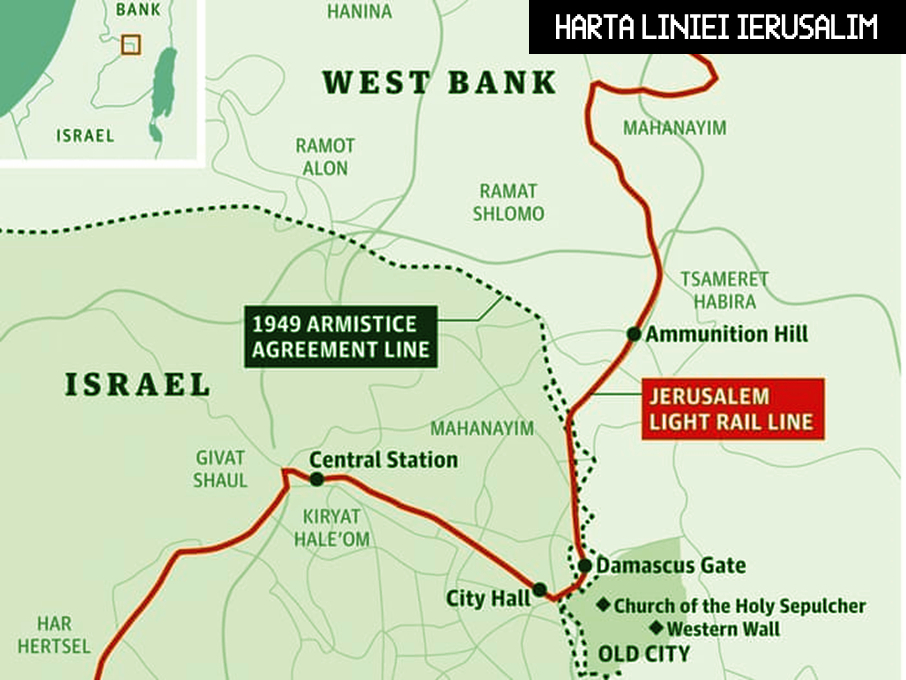 BANK
HANINA
HARTA LINIEI IERUSALIM
WEST BANK
ISRAEL
MAHANAYIM
RAMOT
ALON
RAMAT
SHLOMO
TSAMERET
HABIRA
1949 ARMISTICE
AGREEMENT LINE
Ammunition Hill
ISRAEL
JERUSALEM
LIGHT RAIL LINE
MAHANAYIM
GIVAT
SHAUL
Central Station
KIRYAT
HALE'OM
Damascus Gate
City Hall
Church of the Holy Sepulcher
Western Wall
HAR
HERTSEL
OLD CITY